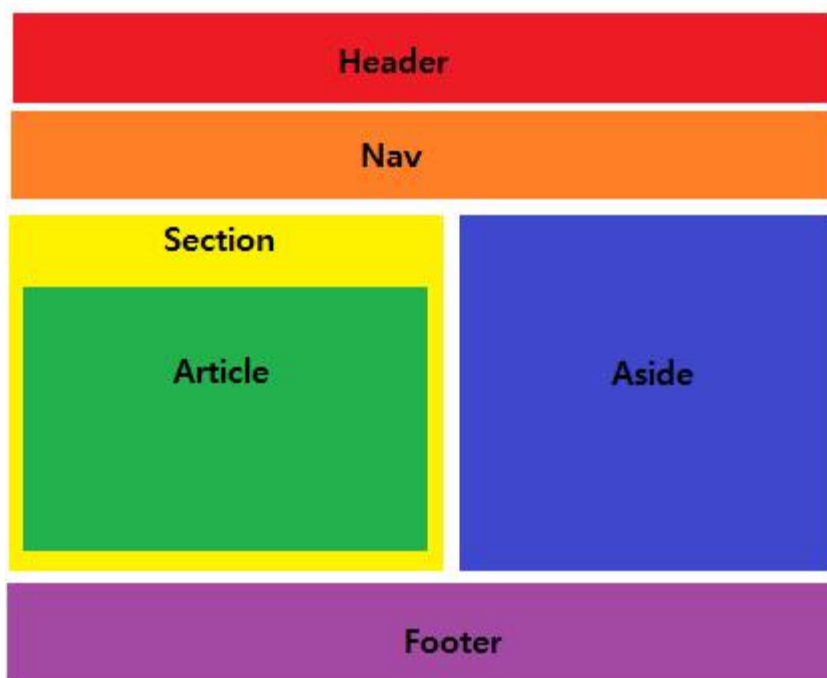 Header
Nav
Section
Article
Aside
Footer